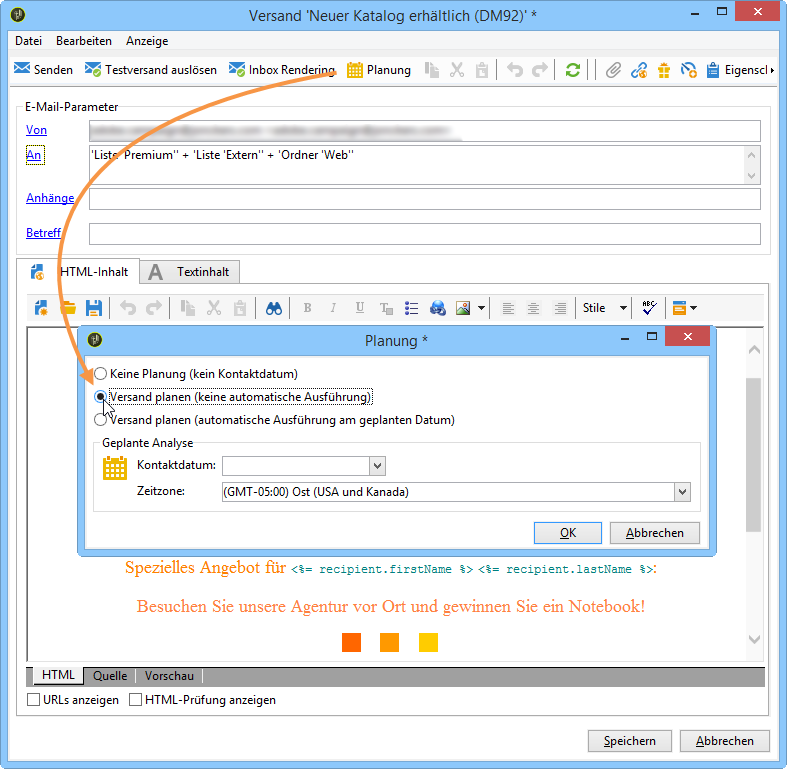 Versand 'Neuer Katalog erhältlich (DM92)' *
Datei Bearbeiten Anzeige
Senden Testversand auslösen Inbox Rendering Planung Eigensch
E-Mail-Parameter
Von
An 'Liste 'Premium'' + 'Liste 'Extern'' + 'Ordner 'Web''
Anhänge
Betreff
HTML-Inhalt A Textinhalt
B I U T Stile ABC
Planung *
Keine Planung (kein Kontaktdatum)
Versand planen (keine automatische Ausführung)
Versand planen (automatische Ausführung am geplanten Datum)
Geplante Analyse
Kontaktdatum:
Zeitzone: (GMT-05:00) Ost (USA und Kanada)
OK Abbrechen
Spezielles Angebot für <%= recipient.firstName %> <%= recipient.lastName %>:
Besuchen Sie unsere Agentur vor Ort und gewinnen Sie ein Notebook!
HTML Quelle Vorschau
URLs anzeigen HTML-Prüfung anzeigen
Speichern Abbrechen